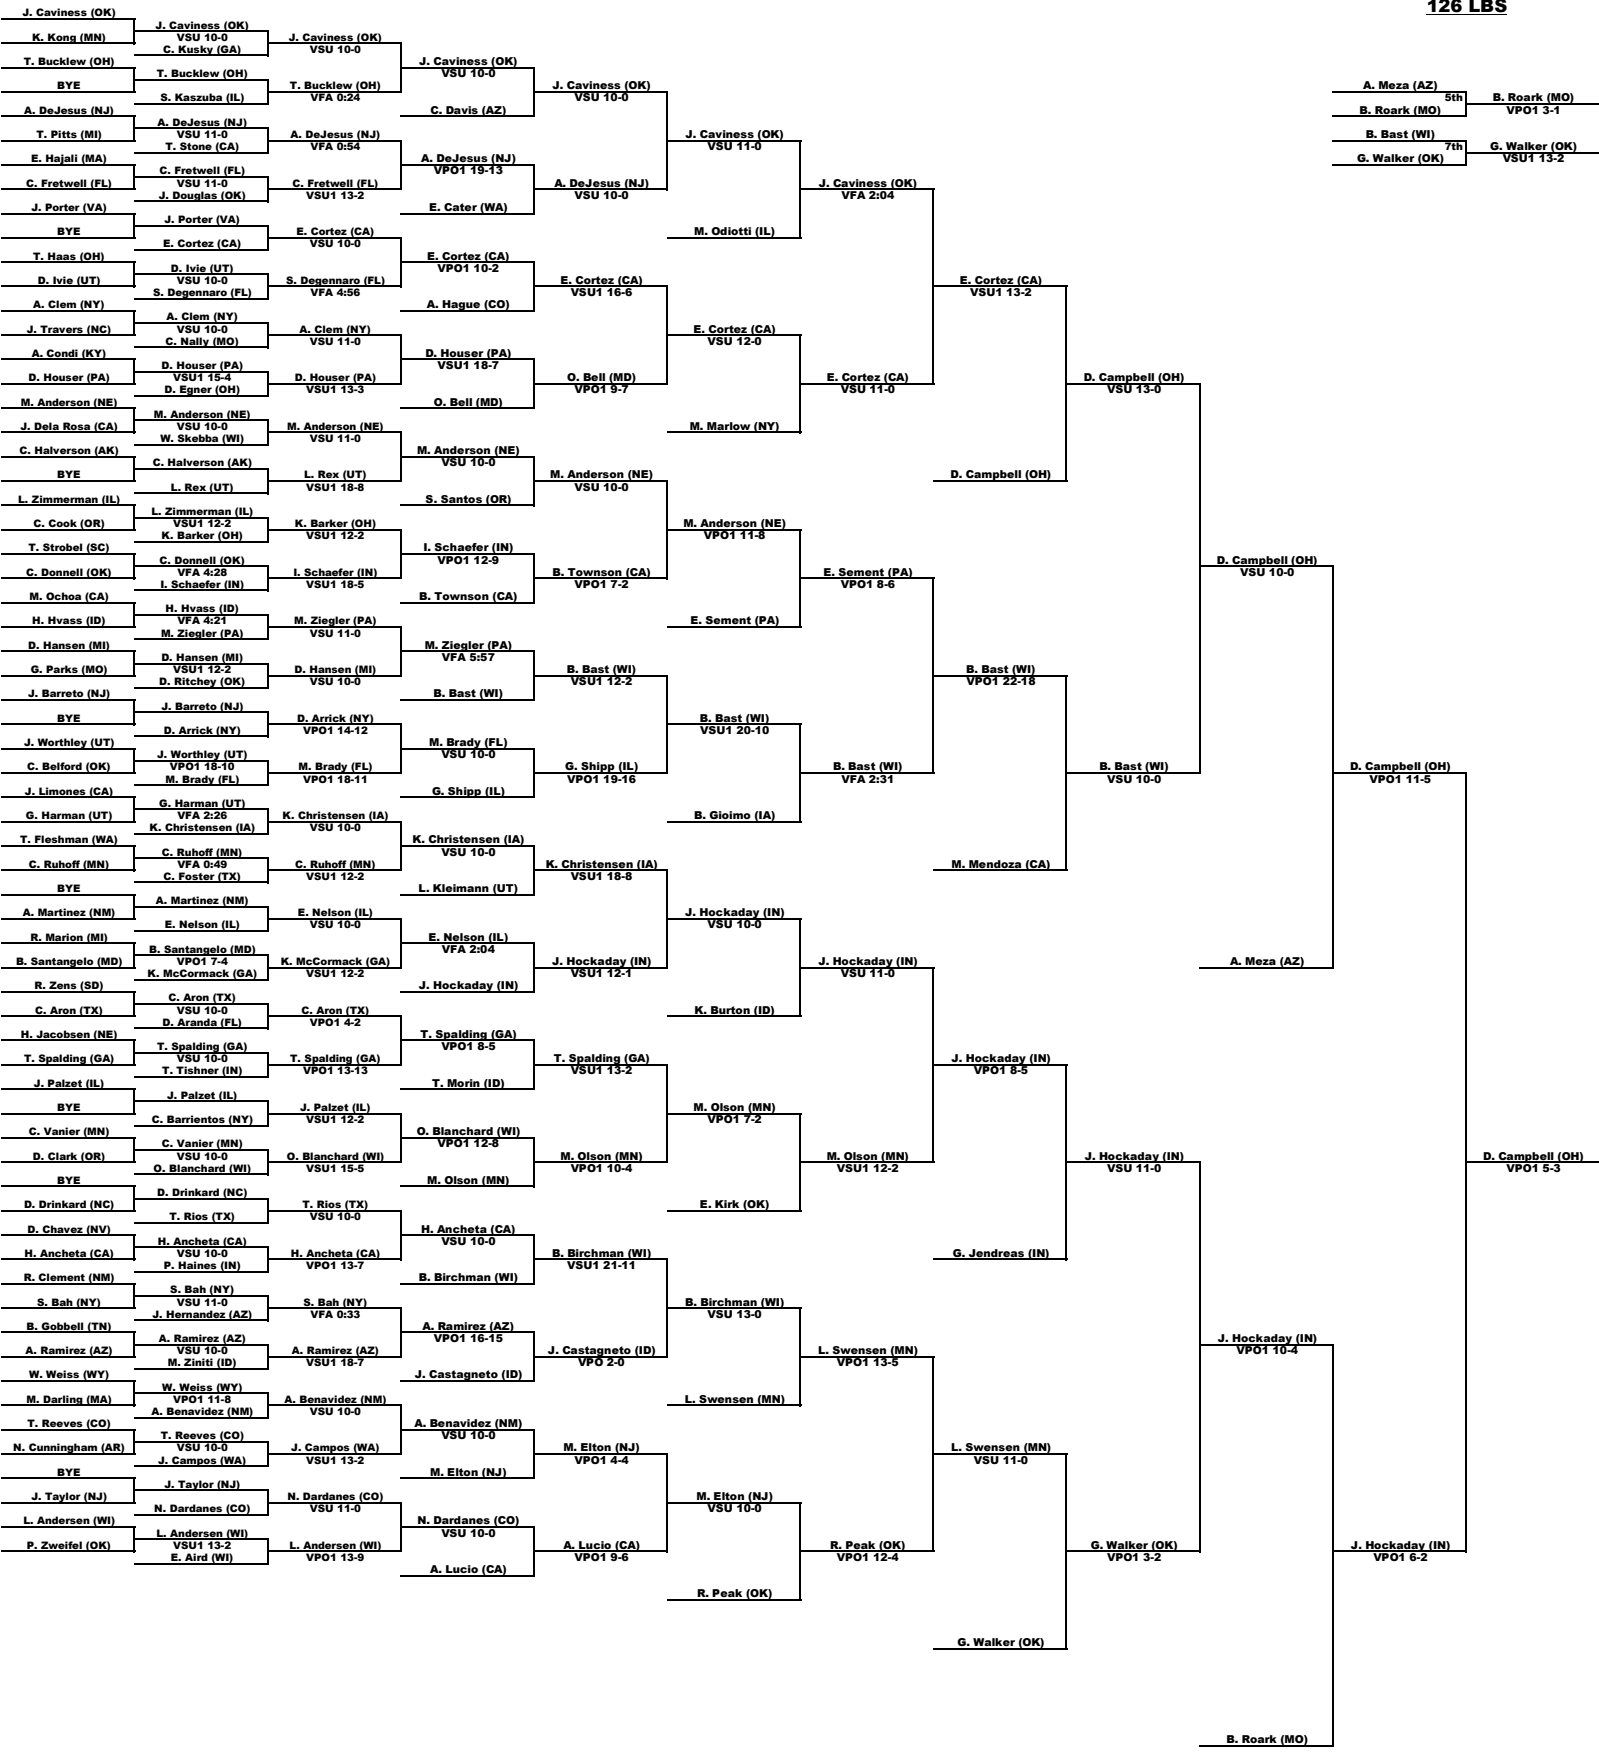 126 LBS
J. Caviness (OK)
K. Kong (MN)
T. Bucklew (OH)
BYE
A. DeJesus (NJ)
T. Pitts (MI)
E. Hajali (MA)
C. Fretwell (FL)
J. Porter (VA)
BYE
T. Haas (OH)
D. Ivie (UT)
A. Clem (NY)
J. Travers (NC)
A. Condi (KY)
D. Houser (PA)
M. Anderson (NE)
J. Dela Rosa (CA)
C. Halverson (AK)
BYE
L. Zimmerman (IL)
C. Cook (OR)
T. Strobel (SC)
C. Donnell (OK)
M. Ochoa (CA)
H. Hvass (ID)
D. Hansen (MI)
G. Parks (MO)
J. Barreto (NJ)
BYE
J. Worthley (UT)
C. Belford (OK)
J. Limones (CA)
G. Harman (UT)
T. Fleshman (WA)
C. Ruhoff (MN)
BYE
A. Martinez (NM)
R. Marion (MI)
B. Santangelo (MD)
R. Zens (SD)
C. Aron (TX)
H. Jacobsen (NE)
T. Spalding (GA)
J. Palzet (IL)
BYE
C. Vanier (MN)
D. Clark (OR)
BYE
D. Drinkard (NC)
D. Chavez (NV)
H. Ancheta (CA)
R. Clement (NM)
S. Bah (NY)
B. Gobbell (TN)
A. Ramirez (AZ)
W. Weiss (WY)
M. Darling (MA)
T. Reeves (CO)
N. Cunningham (AR)
BYE
J. Taylor (NJ)
L. Andersen (WI)
P. Zweifel (OK)
J. Caviness (OK)
VSU 10-0
C. Kusky (GA)
T. Bucklew (OH)
S. Kaszuba (IL)
A. DeJesus (NJ)
VSU 11-0
T. Stone (CA)
C. Fretwell (FL)
VSU 11-0
J. Douglas (OK)
J. Porter (VA)
E. Cortez (CA)
D. Ivie (UT)
VSU 10-0
S. Degennaro (FL)
A. Clem (NY)
VSU 10-0
C. Nally (MO)
D. Houser (PA)
VSU1 15-4
D. Egner (OH)
M. Anderson (NE)
VSU 10-0
W. Skebba (WI)
C. Halverson (AK)
L. Rex (UT)
L. Zimmerman (IL)
VSU1 12-2
K. Barker (OH)
C. Donnell (OK)
VFA 4:28
I. Schaefer (IN)
H. Hvass (ID)
VFA 4:21
M. Ziegler (PA)
D. Hansen (MI)
VSU1 12-2
D. Ritchey (OK)
J. Barreto (NJ)
D. Arrick (NY)
J. Worthley (UT)
VPO1 18-10
M. Brady (FL)
G. Harman (UT)
VFA 2:26
K. Christensen (IA)
C. Ruhoff (MN)
VFA 0:49
C. Foster (TX)
A. Martinez (NM)
E. Nelson (IL)
B. Santangelo (MD)
VPO1 7-4
K. McCormack (GA)
C. Aron (TX)
VSU 10-0
D. Aranda (FL)
T. Spalding (GA)
VSU 10-0
T. Tishner (IN)
J. Palzet (IL)
C. Barrientos (NY)
C. Vanier (MN)
VSU 10-0
O. Blanchard (WI)
D. Drinkard (NC)
T. Rios (TX)
H. Ancheta (CA)
VSU 10-0
P. Haines (IN)
S. Bah (NY)
VSU 11-0
J. Hernandez (AZ)
A. Ramirez (AZ)
VSU 10-0
M. Ziniti (ID)
W. Weiss (WY)
VPO1 11-8
A. Benavidez (NM)
T. Reeves (CO)
VSU 10-0
J. Campos (WA)
J. Taylor (NJ)
N. Dardanes (CO)
L. Andersen (WI)
VSU1 13-2
E. Aird (WI)
J. Caviness (OK)
VSU 10-0
T. Bucklew (OH)
VFA 0:24
A. DeJesus (NJ)
VFA 0:54
C. Fretwell (FL)
VSU1 13-2
E. Cortez (CA)
VSU 10-0
S. Degennaro (FL)
VFA 4:56
A. Clem (NY)
VSU 11-0
D. Houser (PA)
VSU1 13-3
M. Anderson (NE)
VSU 11-0
L. Rex (UT)
VSU1 18-8
K. Barker (OH)
VSU1 12-2
I. Schaefer (IN)
VSU1 18-5
M. Ziegler (PA)
VSU 11-0
D. Hansen (MI)
VSU 10-0
D. Arrick (NY)
VPO1 14-12
M. Brady (FL)
VPO1 18-11
K. Christensen (IA)
VSU 10-0
C. Ruhoff (MN)
VSU1 12-2
E. Nelson (IL)
VSU 10-0
K. McCormack (GA)
VSU1 12-2
C. Aron (TX)
VPO1 4-2
T. Spalding (GA)
VPO1 13-13
J. Palzet (IL)
VSU1 12-2
O. Blanchard (WI)
VSU1 15-5
T. Rios (TX)
VSU 10-0
H. Ancheta (CA)
VPO1 13-7
S. Bah (NY)
VFA 0:33
A. Ramirez (AZ)
VSU1 18-7
A. Benavidez (NM)
VSU 10-0
J. Campos (WA)
VSU1 13-2
N. Dardanes (CO)
VSU 11-0
L. Andersen (WI)
VPO1 13-9
J. Caviness (OK)
VSU 10-0
C. Davis (AZ)
A. DeJesus (NJ)
VPO1 19-13
E. Cater (WA)
E. Cortez (CA)
VPO1 10-2
A. Hague (CO)
D. Houser (PA)
VSU1 18-7
O. Bell (MD)
M. Anderson (NE)
VSU 10-0
S. Santos (OR)
I. Schaefer (IN)
VPO1 12-9
B. Townson (CA)
M. Ziegler (PA)
VFA 5:57
B. Bast (WI)
M. Brady (FL)
VSU 10-0
G. Shipp (IL)
K. Christensen (IA)
VSU 10-0
L. Kleimann (UT)
E. Nelson (IL)
VFA 2:04
J. Hockaday (IN)
T. Spalding (GA)
VPO1 8-5
T. Morin (ID)
O. Blanchard (WI)
VPO1 12-8
M. Olson (MN)
H. Ancheta (CA)
VSU 10-0
B. Birchman (WI)
A. Ramirez (AZ)
VPO1 16-15
J. Castagneto (ID)
A. Benavidez (NM)
VSU 10-0
M. Elton (NJ)
N. Dardanes (CO)
VSU 10-0
A. Lucio (CA)
J. Caviness (OK)
VSU 10-0
A. DeJesus (NJ)
VSU 10-0
E. Cortez (CA)
VSU1 16-6
O. Bell (MD)
VPO1 9-7
M. Anderson (NE)
VSU 10-0
B. Townson (CA)
VPO1 7-2
B. Bast (WI)
VSU1 12-2
G. Shipp (IL)
VPO1 19-16
K. Christensen (IA)
VSU1 18-8
J. Hockaday (IN)
VSU1 12-1
T. Spalding (GA)
VSU1 13-2
M. Olson (MN)
VPO1 10-4
B. Birchman (WI)
VSU1 21-11
J. Castagneto (ID)
VPO 2-0
M. Elton (NJ)
VPO1 4-4
A. Lucio (CA)
VPO1 9-6
J. Caviness (OK)
VSU 11-0
M. Odiotti (IL)
E. Cortez (CA)
VSU 12-0
M. Marlow (NY)
M. Anderson (NE)
VPO1 11-8
E. Sement (PA)
B. Bast (WI)
VSU1 20-10
B. Gioimo (IA)
J. Hockaday (IN)
VSU 10-0
K. Burton (ID)
M. Olson (MN)
VPO1 7-2
E. Kirk (OK)
B. Birchman (WI)
VSU 13-0
L. Swensen (MN)
M. Elton (NJ)
VSU 10-0
R. Peak (OK)
J. Caviness (OK)
VFA 2:04
E. Cortez (CA)
VSU 11-0
E. Sement (PA)
VPO1 8-6
B. Bast (WI)
VFA 2:31
J. Hockaday (IN)
VSU 11-0
M. Olson (MN)
VSU1 12-2
L. Swensen (MN)
VPO1 13-5
R. Peak (OK)
VPO1 12-4
E. Cortez (CA)
VSU1 13-2
D. Campbell (OH)
B. Bast (WI)
VPO1 22-18
M. Mendoza (CA)
J. Hockaday (IN)
VPO1 8-5
G. Jendreas (IN)
L. Swensen (MN)
VSU 11-0
G. Walker (OK)
D. Campbell (OH)
VSU 13-0
B. Bast (WI)
VSU 10-0
J. Hockaday (IN)
VSU 11-0
G. Walker (OK)
VPO1 3-2
D. Campbell (OH)
VSU 10-0
A. Meza (AZ)
J. Hockaday (IN)
VPO1 10-4
B. Roark (MO)
A. Meza (AZ)
5th
B. Roark (MO)
B. Bast (WI)
7th
G. Walker (OK)
D. Campbell (OH)
VPO1 11-5
J. Hockaday (IN)
VPO1 6-2
B. Roark (MO)
VPO1 3-1
G. Walker (OK)
VSU1 13-2
D. Campbell (OH)
VPO1 5-3